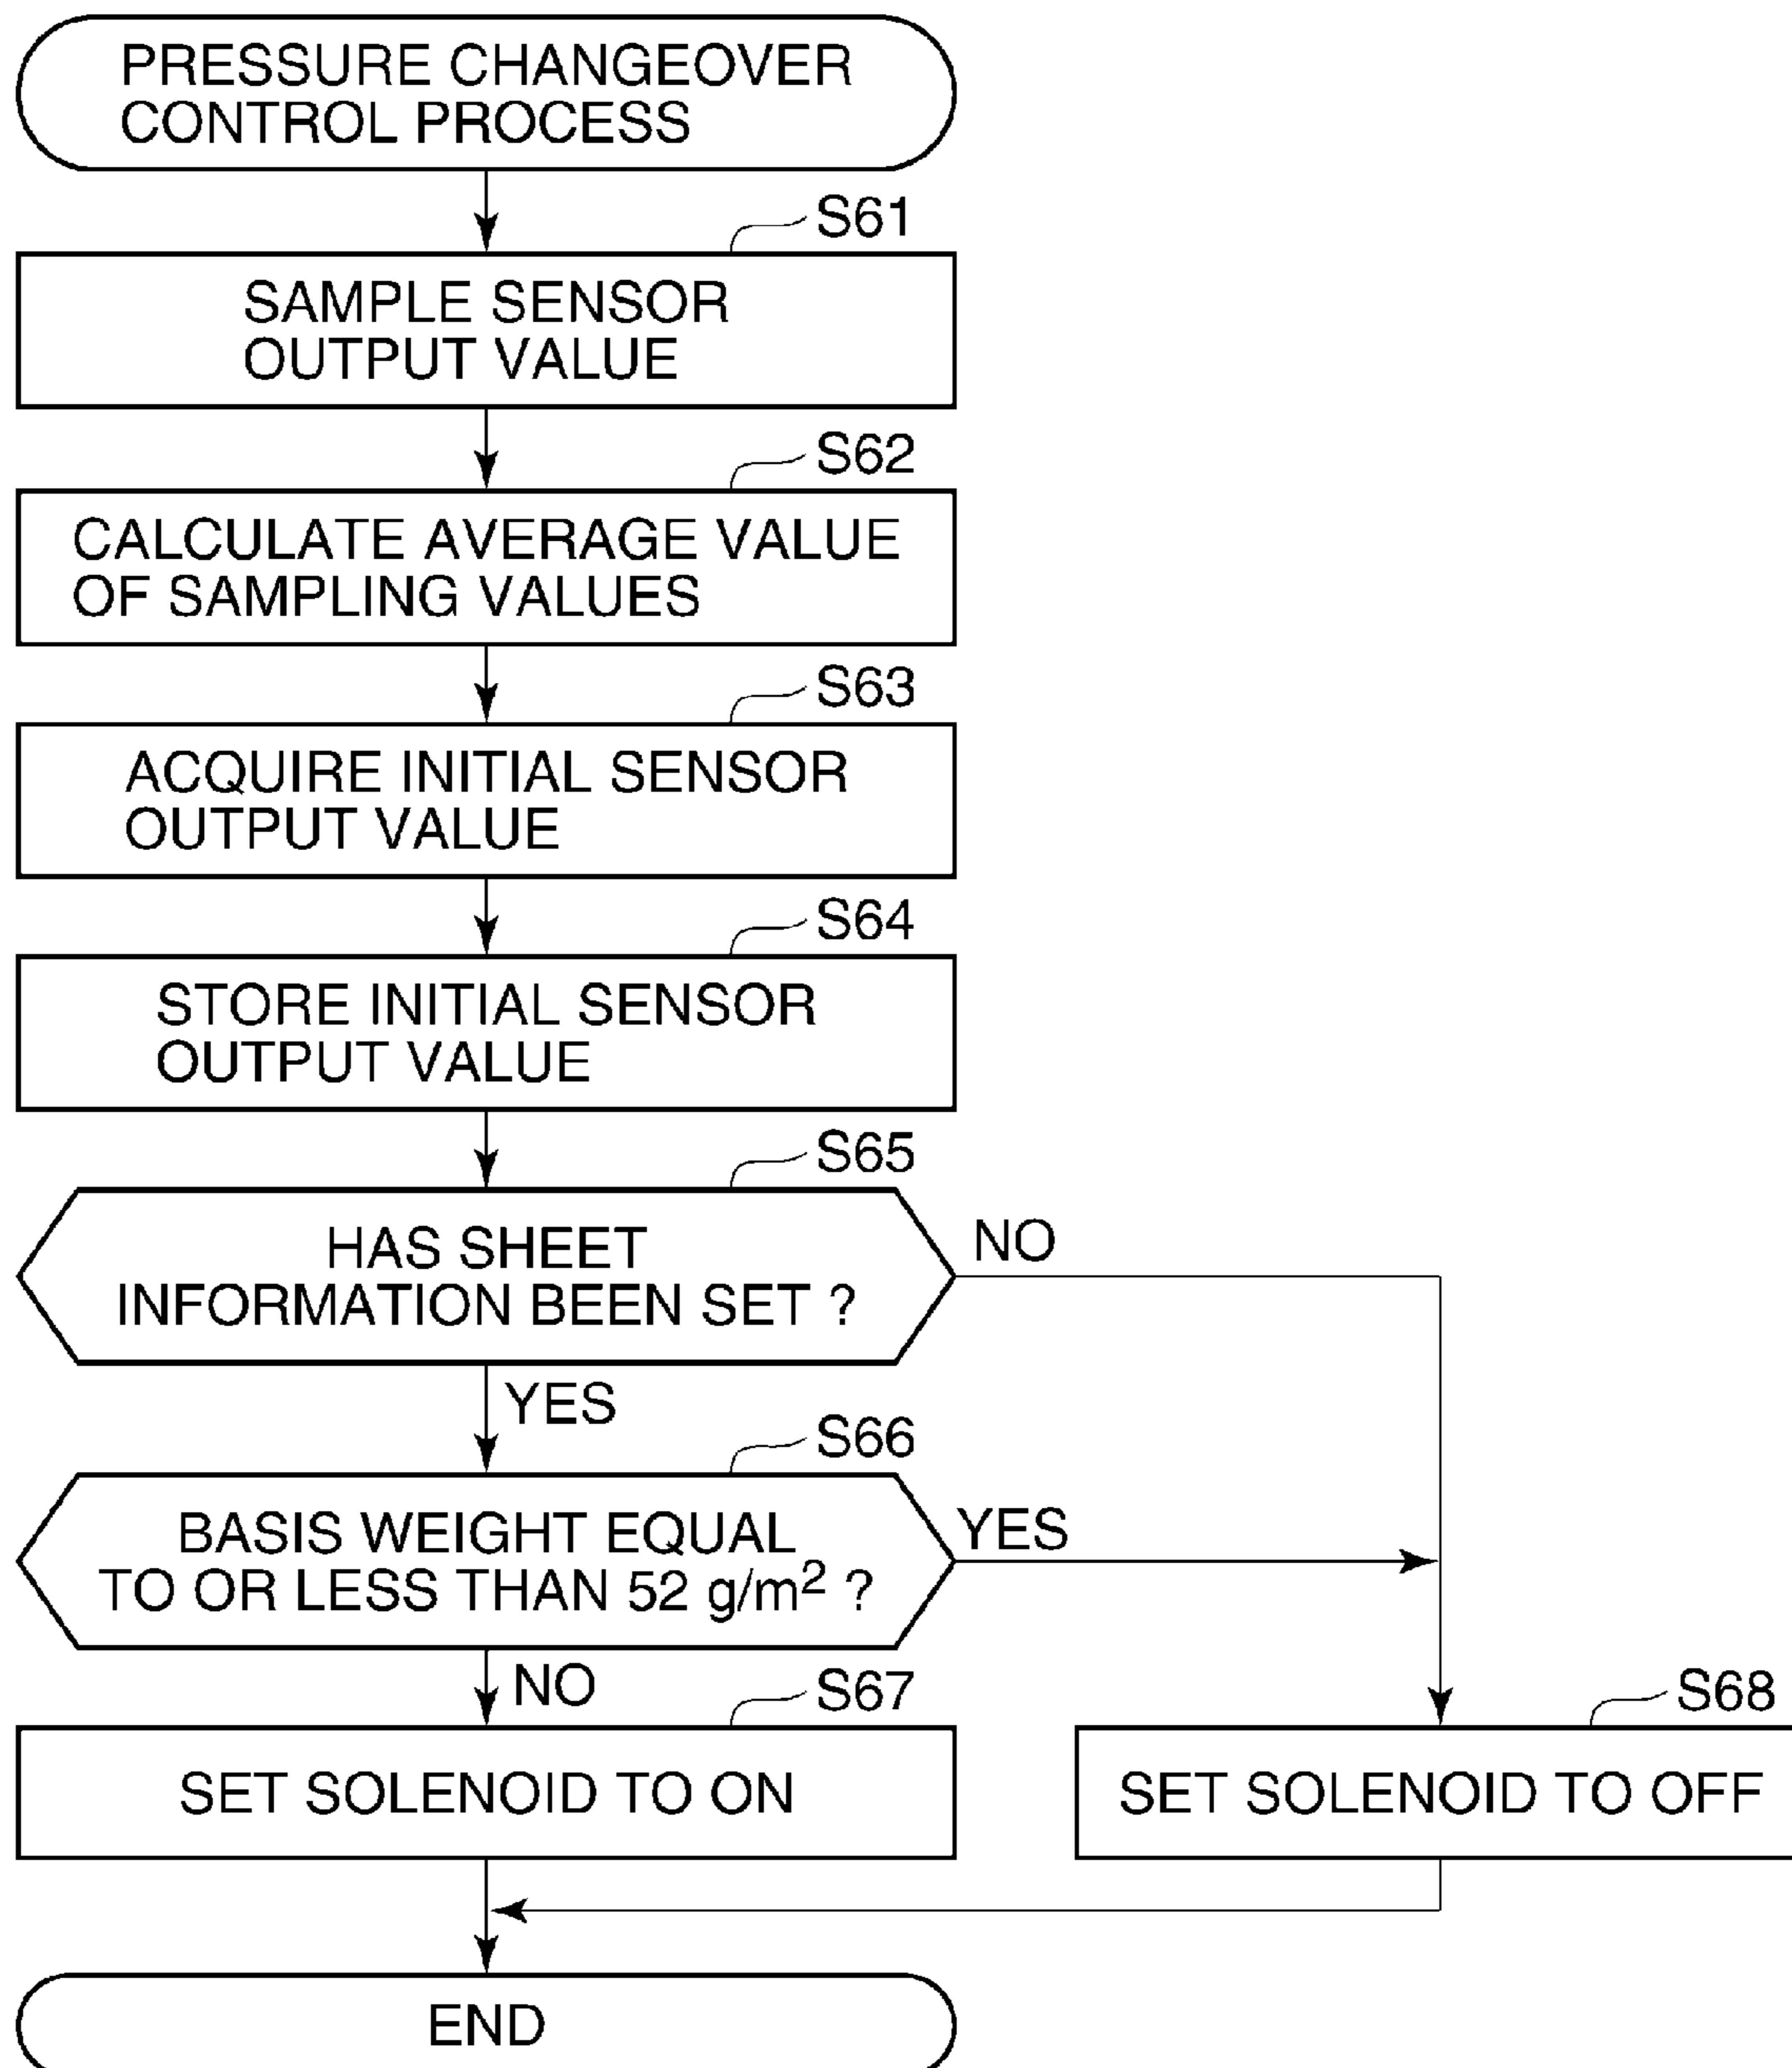 PRESSURE CHANGEOVER
CONTROL PROCESS
S61
SAMPLE SENSOR
OUTPUT VALUE
S62
CALCULATE AVERAGE VALUE
OF SAMPLING VALUES
S63
ACQUIRE INITIAL SENSOR
OUTPUT VALUE
S64
STORE INITIAL SENSOR
OUTPUT VALUE
S65
HAS SHEET
INFORMATION BEEN SET ?
NO
YES
S66
BASIS WEIGHT EQUAL
TO OR LESS THAN 52 g/m² ?
YES
NO
S67
SET SOLENOID TO ON
S68
SET SOLENOID TO OFF
END